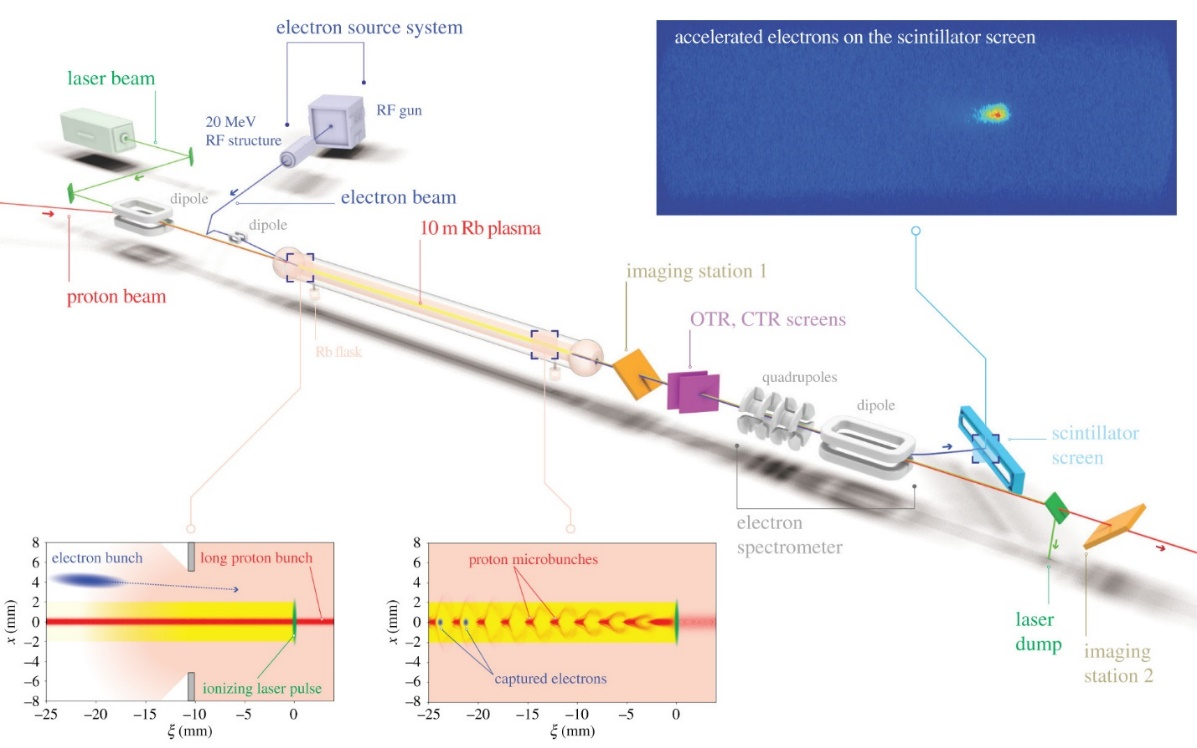 electron source system
accelerated electrons on the scintillator screen
laser beam
RF gun
20 MeV
RF structure
dipole
electron beam
dipole
10 m Rb plasma
proton beam
imaging station 1
OTR, CTR screens
Rb flask
quadrupoles
dipole
scintillator
screen
electron
spectrometer
laser
dump
imaging
station 2
8
6
4
2
0
−2
−4
−6
−8
x (mm)
electron bunch
long proton bunch
ionizing laser pulse
−25 −20 −15 −10 −5 0
ξ (mm)
8
6
4
2
0
−2
−4
−6
−8
x (mm)
proton microbunches
captured electrons
−25 −20 −15 −10 −5 0
ξ (mm)